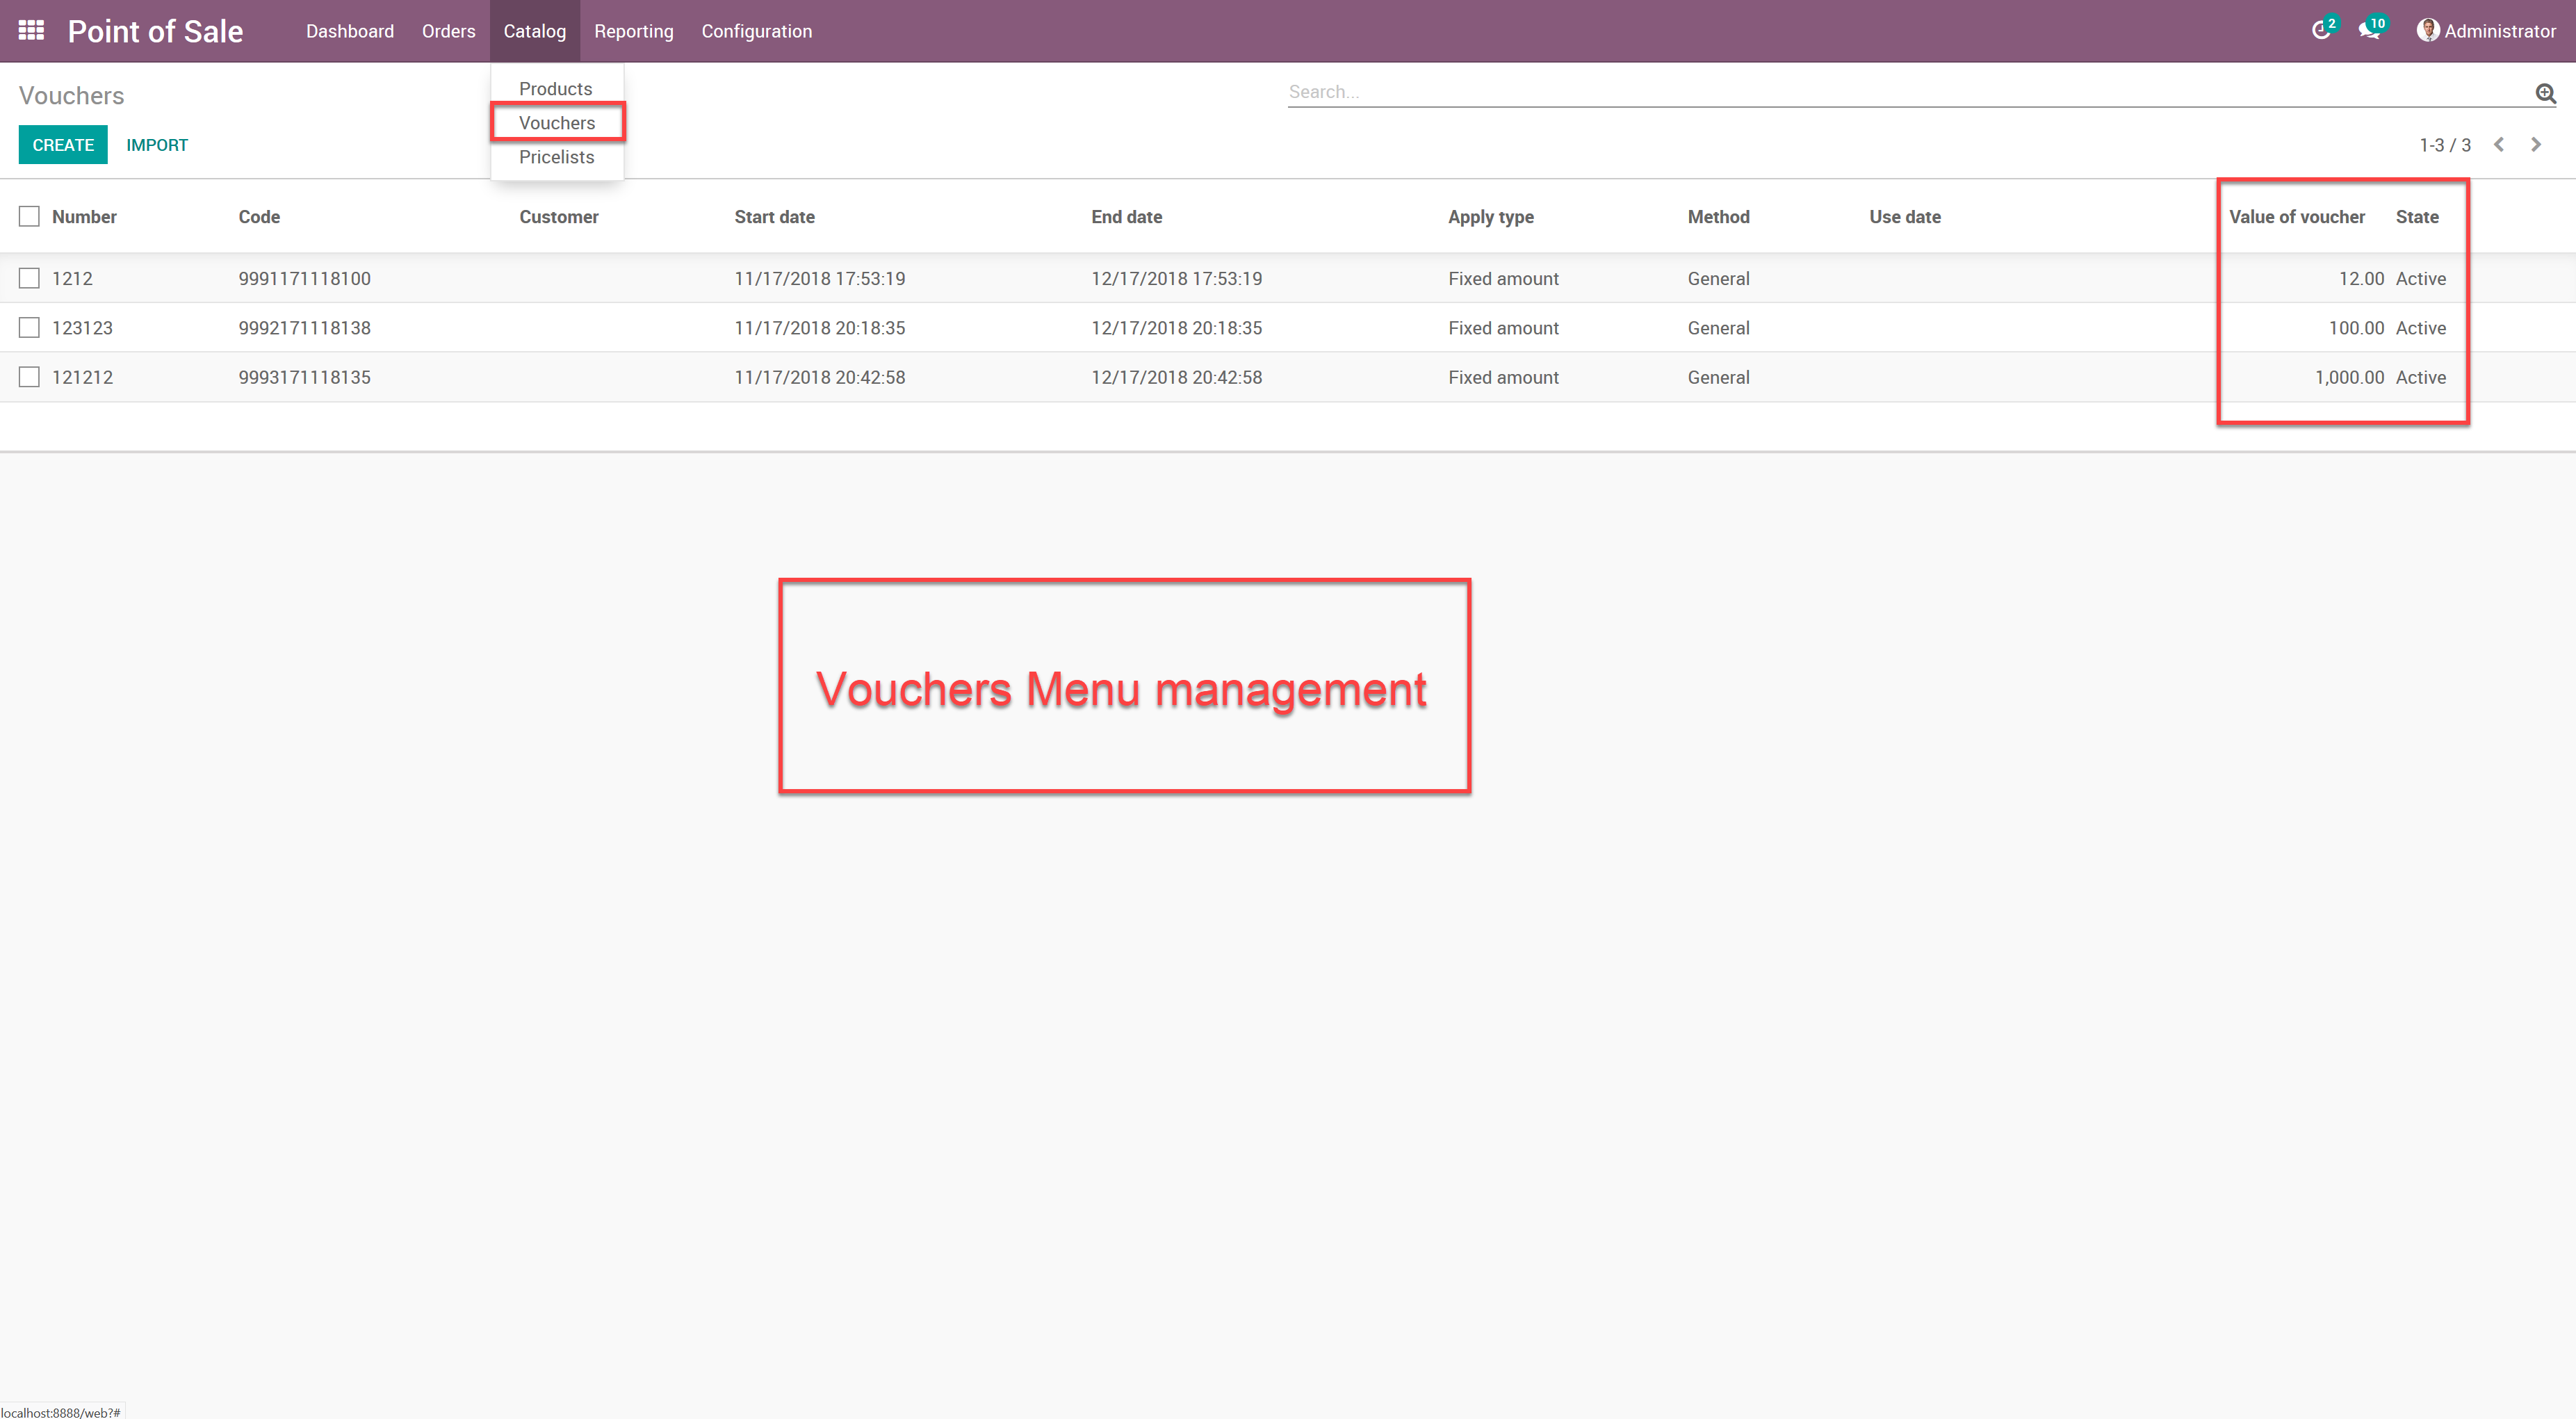 Point of Sale Dashboard Orders Catalog Reporting Configuration 2 10 Administrator
Vouchers
Search...
Products
Vouchers
Pricelists
CREATE IMPORT
1-3 / 3
Number Code Customer Start date End date Apply type Method Use date Value of voucher State
1212 9991171118100 11/17/2018 17:53:19 12/17/2018 17:53:19 Fixed amount General 12.00 Active
123123 9992171118138 11/17/2018 20:18:35 12/17/2018 20:18:35 Fixed amount General 100.00 Active
121212 9993171118135 11/17/2018 20:42:58 12/17/2018 20:42:58 Fixed amount General 1,000.00 Active
Vouchers Menu management
localhost:8888/web?#